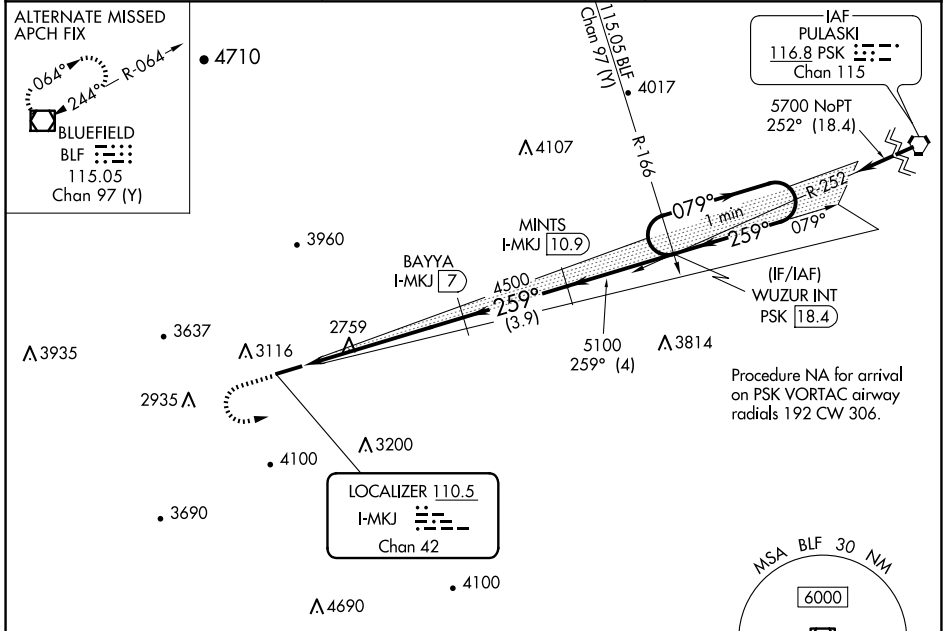 ALTERNATE MISSED
APCH FIX
064°
R-064
244°
BLUEFIELD
BLF
115.05
Chan 97 (Y)
4710
115.05 BLF
Chan 97 (Y)
4017
R-166
IAF
PULASKI
116.8 PSK
Chan 115
5700 NoPT
252° (18.4)
4107
R-252
079°
1 min
259°
079°
3960
MINTS
I-MKJ 10.9
BAYYA
I-MKJ 7
4500
259°
(3.9)
(IF/IAF)
WUZUR INT
PSK 18.4
5100
259° (4)
3814
3637
3935
3116
2759
2935
Procedure NA for arrival
on PSK VORTAC airway
radials 192 CW 306.
3200
4100
3690
LOCALIZER 110.5
I-MKJ
Chan 42
4100
4690
MSA BLF 30 NM
6000